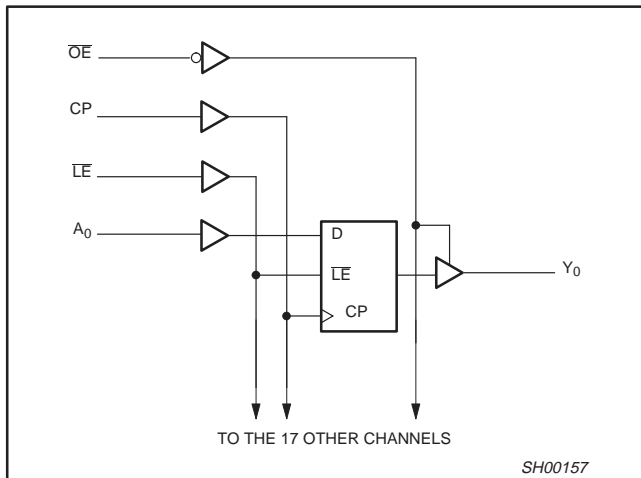 OE
CP
LE
A0
D
LE
CP
Y0
TO THE 17 OTHER CHANNELS
SH00157